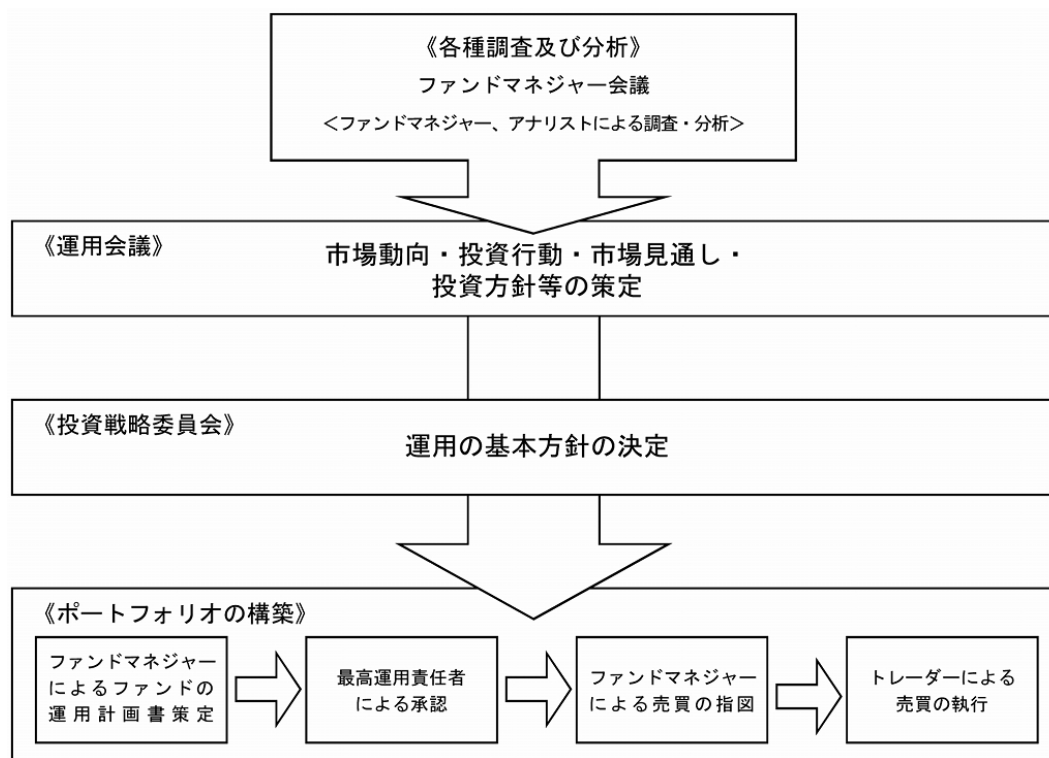 《各種調査及び分析》
ファンドマネジャー会議
＜ファンドマネジャー、アナリストによる調査・分析＞
《運用会議》
市場動向・投資行動・市場見通し・
投資方針等の策定
《投資戦略委員会》
運用の基本方針の決定
《ポートフォリオの構築》
ファンドマネジャー
によるファンドの
運用計画書策定
最高運用責任者
による承認
ファンドマネジャー
による売買の指図
トレーダーによる
売買の執行